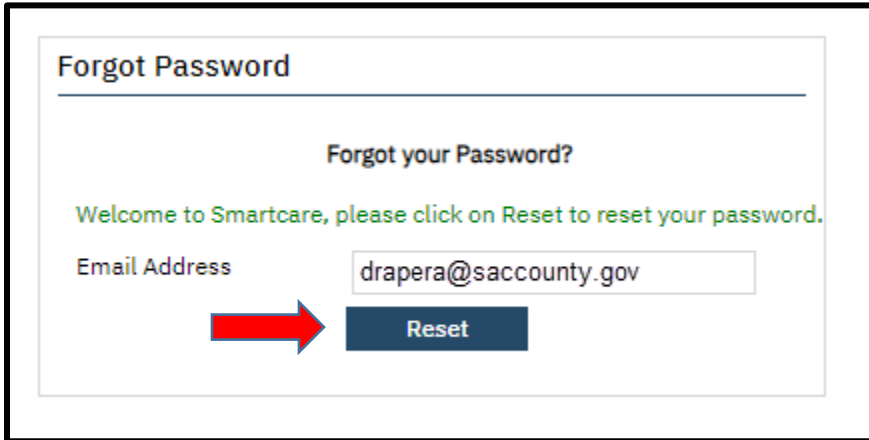 Forgot Password
Forgot your Password?
Welcome to Smartcare, please click on Reset to reset your password.
Email Address drapera@saccounty.gov
Reset